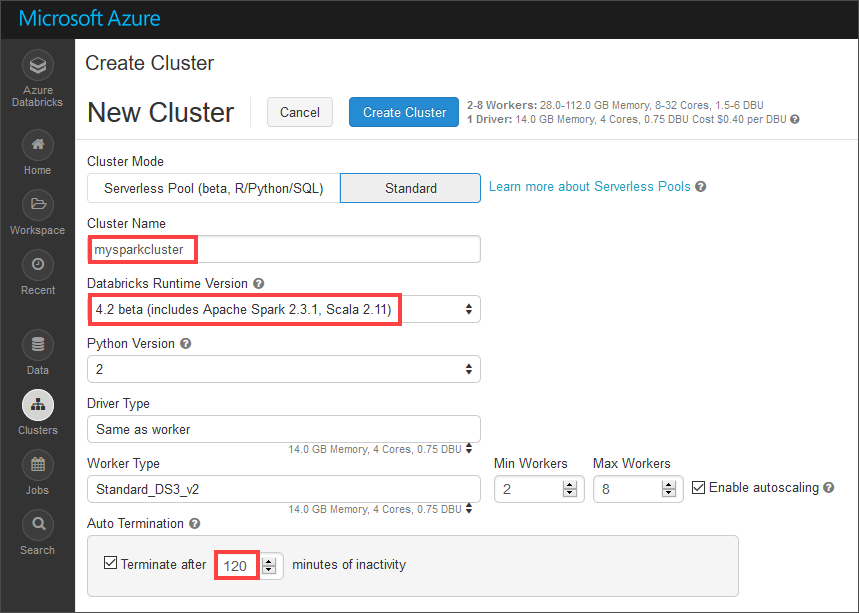 Microsoft Azure
Azure
Databricks
Home
Workspace
Recent
Data
Clusters
Jobs
Search
Create Cluster
New Cluster
Cancel
Create Cluster
2-8 Workers: 28.0-112.0 GB Memory, 8-32 Cores, 1.5-6 DBU
1 Driver: 14.0 GB Memory, 4 Cores, 0.75 DBU Cost $0.40 per DBU ?
Cluster Mode
Serverless Pool (beta, R/Python/SQL)
Standard
Learn more about Serverless Pools ?
Cluster Name
mysparkcluster
Databricks Runtime Version ?
4.2 beta (includes Apache Spark 2.3.1, Scala 2.11)
Python Version ?
2
Driver Type
Same as worker
14.0 GB Memory, 4 Cores, 0.75 DBU
Worker Type
Min Workers
Max Workers
Standard_DS3_v2
2
8
Enable autoscaling ?
14.0 GB Memory, 4 Cores, 0.75 DBU
Auto Termination ?
Terminate after 120 minutes of inactivity